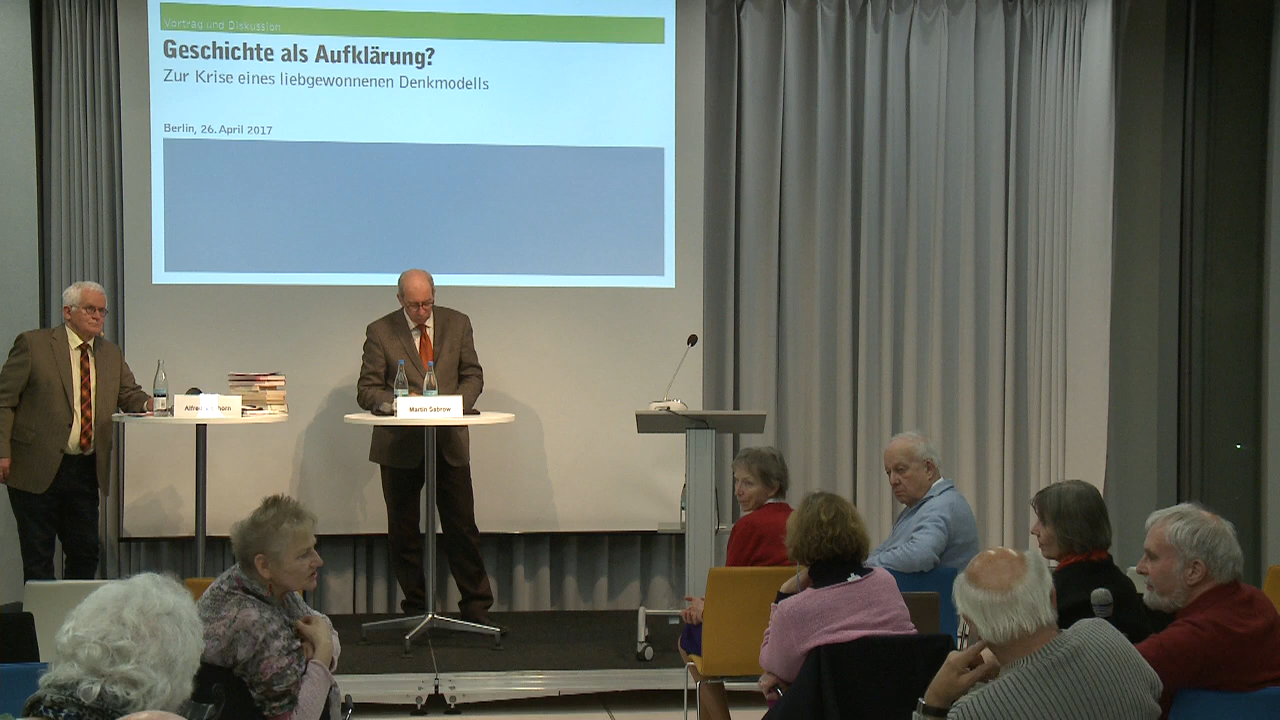 Vortrag und Diskussion
Geschichte als Aufklärung?
Zur Krise eines liebgewonnenen Denkmodells
Berlin, 26. April 2017
Martin Sabrow